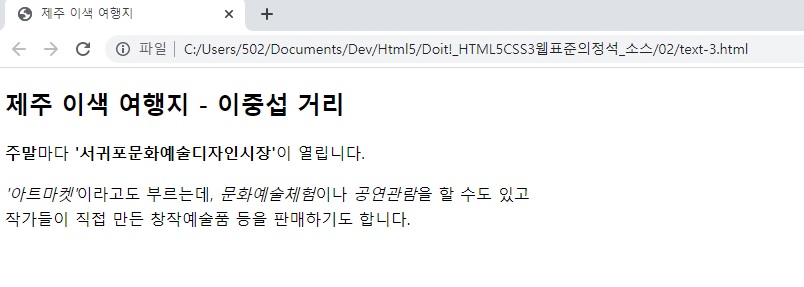 제주 이색 여행지
파일 | C:/Users/502/Documents/Dev/Html5/Doit!_HTML5CSS3웹표준의정석_소스/02/text-3.html
제주 이색 여행지 - 이중섭 거리
주말마다 '서귀포문화예술디자인시장'이 열립니다.
'아트마켓'이라고도 부르는데, 문화예술체험이나 공연관람을 할 수도 있고
작가들이 직접 만든 창작예술품 등을 판매하기도 합니다.